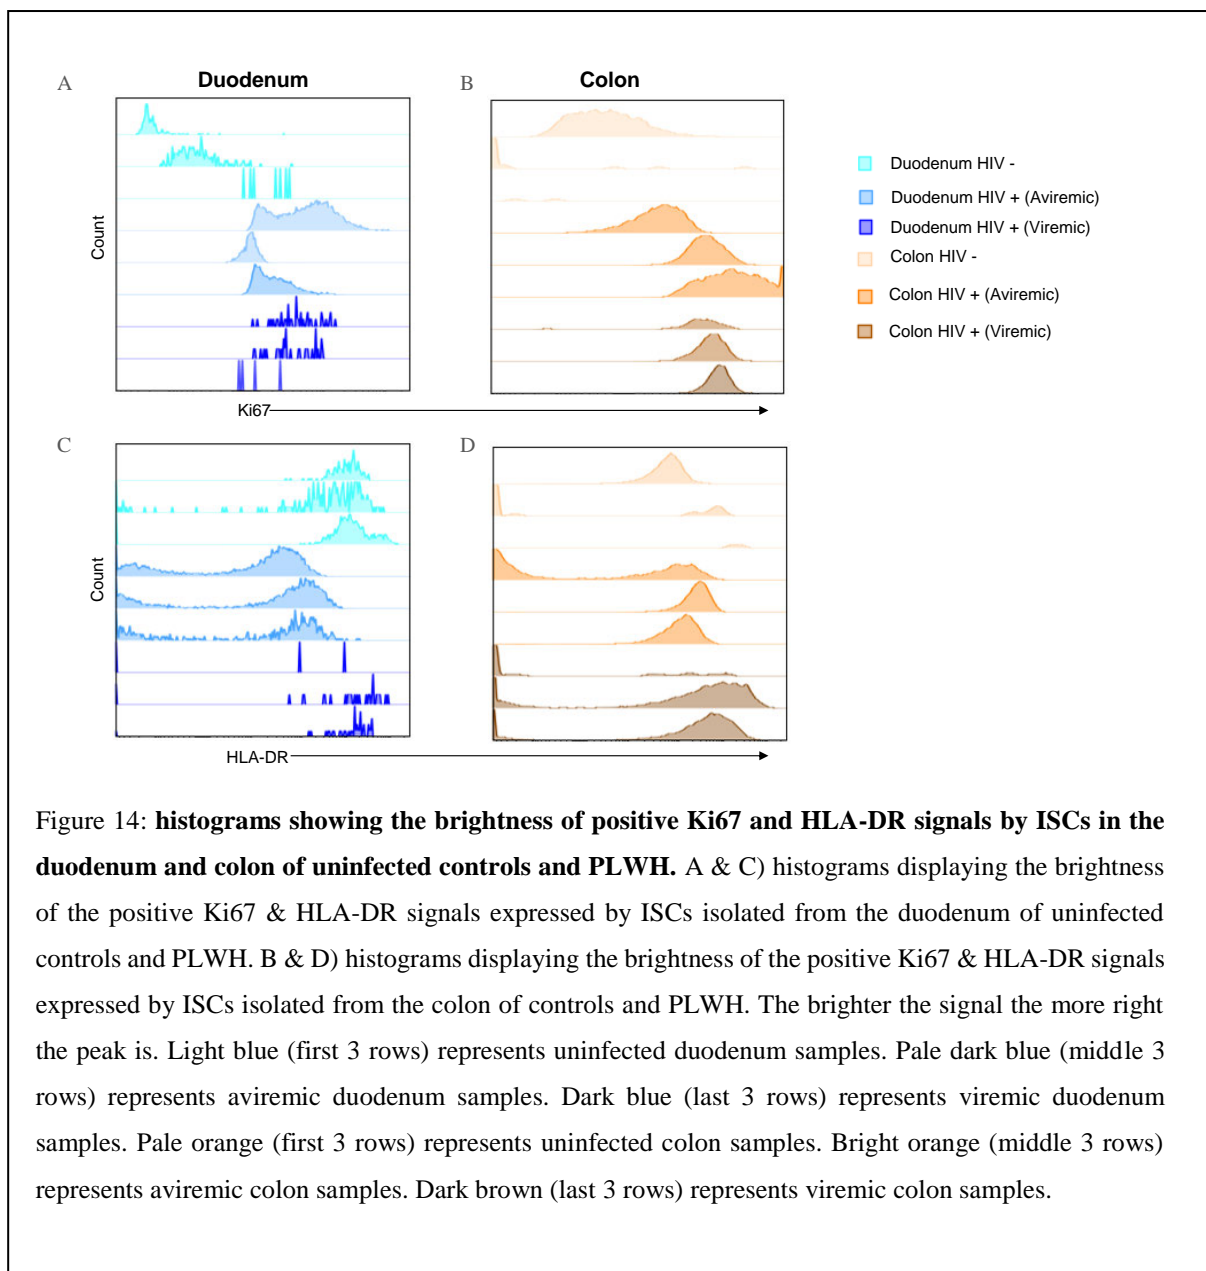 A
Duodenum
B
Colon
Count
Ki67
Duodenum HIV -
Duodenum HIV + (Aviremic)
Duodenum HIV + (Viremic)
Colon HIV -
Colon HIV + (Aviremic)
Colon HIV + (Viremic)
C
D
Count
HLA-DR
Figure 14: histograms showing the brightness of positive Ki67 and HLA-DR signals by ISCs in the
duodenum and colon of uninfected controls and PLWH. A & C) histograms displaying the brightness
of the positive Ki67 & HLA-DR signals expressed by ISCs isolated from the duodenum of uninfected
controls and PLWH. B & D) histograms displaying the brightness of the positive Ki67 & HLA-DR signals
expressed by ISCs isolated from the colon of controls and PLWH. The brighter the signal the more right
the peak is. Light blue (first 3 rows) represents uninfected duodenum samples. Pale dark blue (middle 3
rows) represents aviremic duodenum samples. Dark blue (last 3 rows) represents viremic duodenum
samples. Pale orange (first 3 rows) represents uninfected colon samples. Bright orange (middle 3 rows)
represents aviremic colon samples. Dark brown (last 3 rows) represents viremic colon samples.